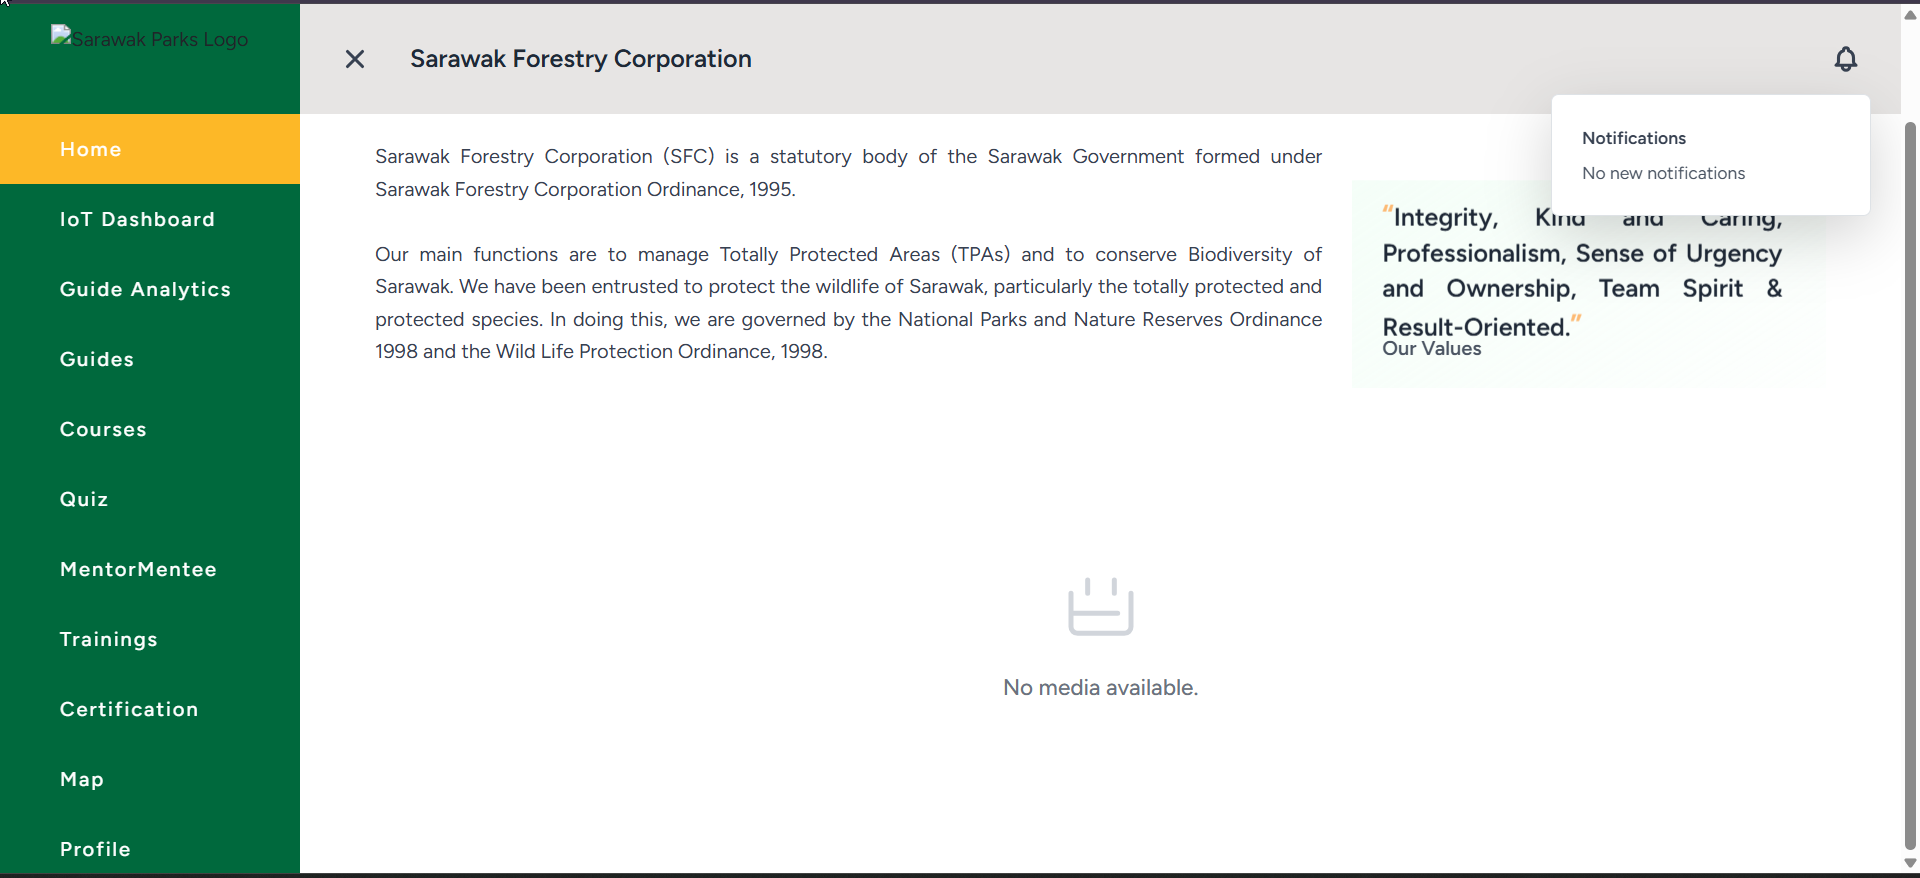 Sarawak Parks Logo
Sarawak Forestry Corporation
Home
IoT Dashboard
Guide Analytics
Guides
Courses
Quiz
MentorMentee
Trainings
Certification
Map
Profile
Sarawak Forestry Corporation (SFC) is a statutory body of the Sarawak Government formed under
Sarawak Forestry Corporation Ordinance, 1995.
Our main functions are to manage Totally Protected Areas (TPAs) and to conserve Biodiversity of
Sarawak. We have been entrusted to protect the wildlife of Sarawak, particularly the totally protected and
protected species. In doing this, we are governed by the National Parks and Nature Reserves Ordinance
1998 and the Wild Life Protection Ordinance, 1998.
Notifications
No new notifications
“Integrity, Kind and Caring,
Professionalism, Sense of Urgency
and Ownership, Team Spirit &
Result-Oriented.”
Our Values
No media available.